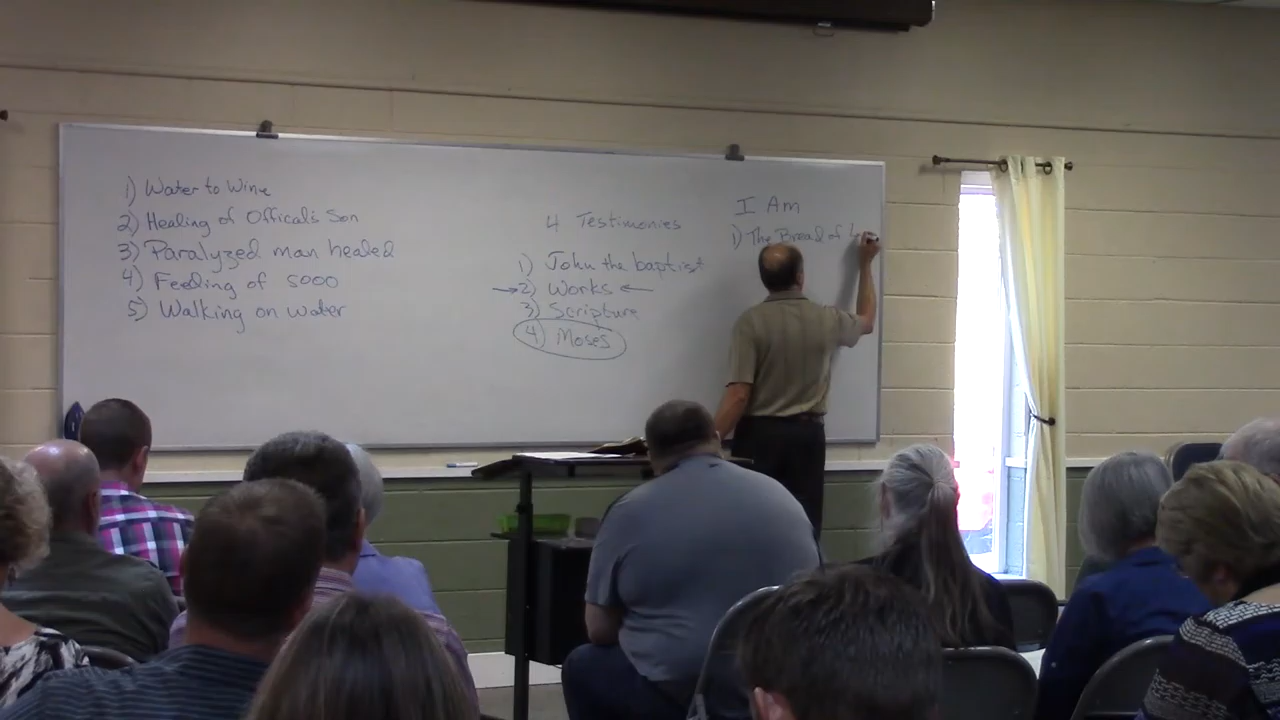 1) Water to Wine
2) Healing of Officals Son
3) Paralyzed man healed
4) Feeling of 5000
5) Walking on water
4 Testimonies
1) John the baptist
→ 2) Works ←
3) Scripture
4) Moses
I Am
1) The Bread of L